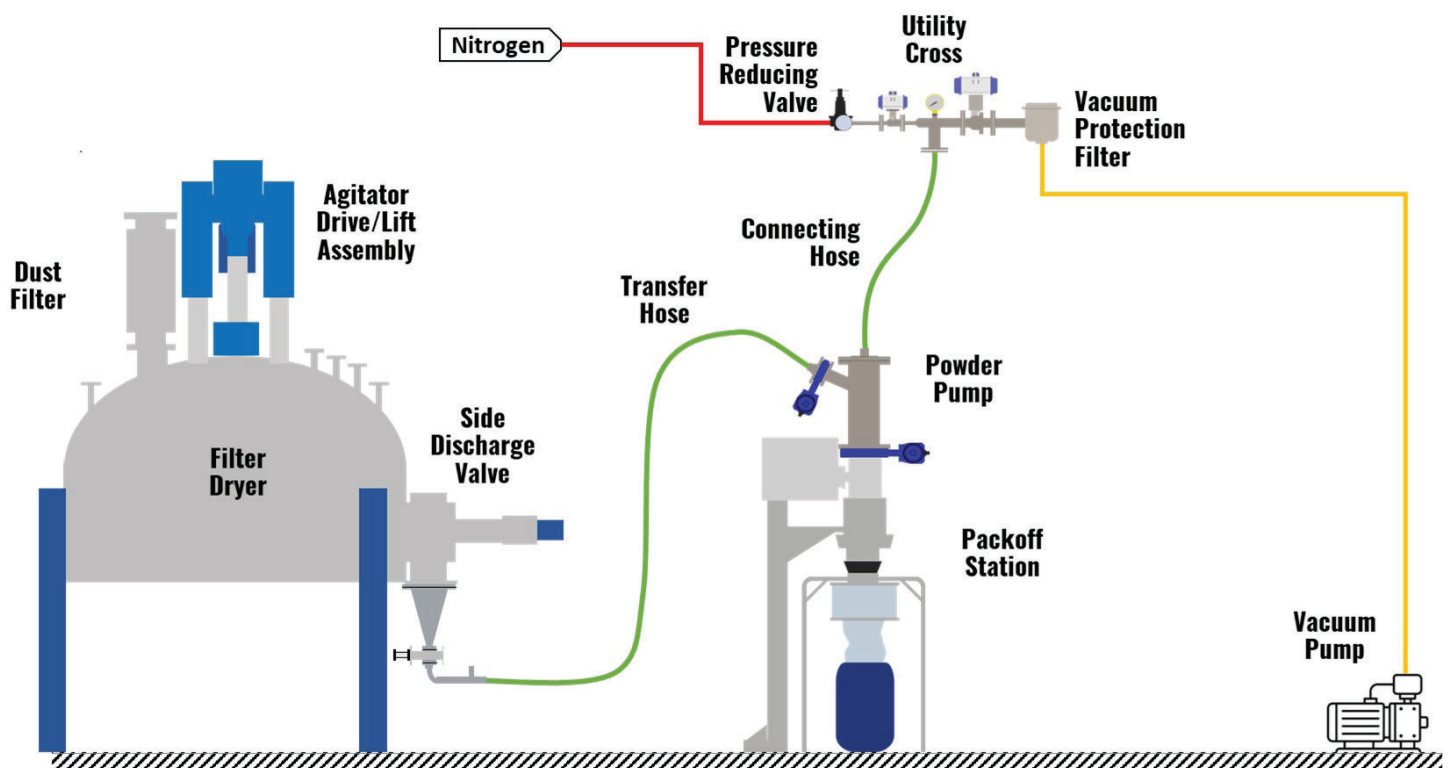 Nitrogen
Pressure
Reducing
Valve
Utility
Cross
Vacuum
Protection
Filter
Agitator
Drive/Lift
Assembly
Dust
Filter
Connecting
Hose
Transfer
Hose
Powder
Pump
Side
Discharge
Valve
Filter
Dryer
Packoff
Station
Vacuum
Pump